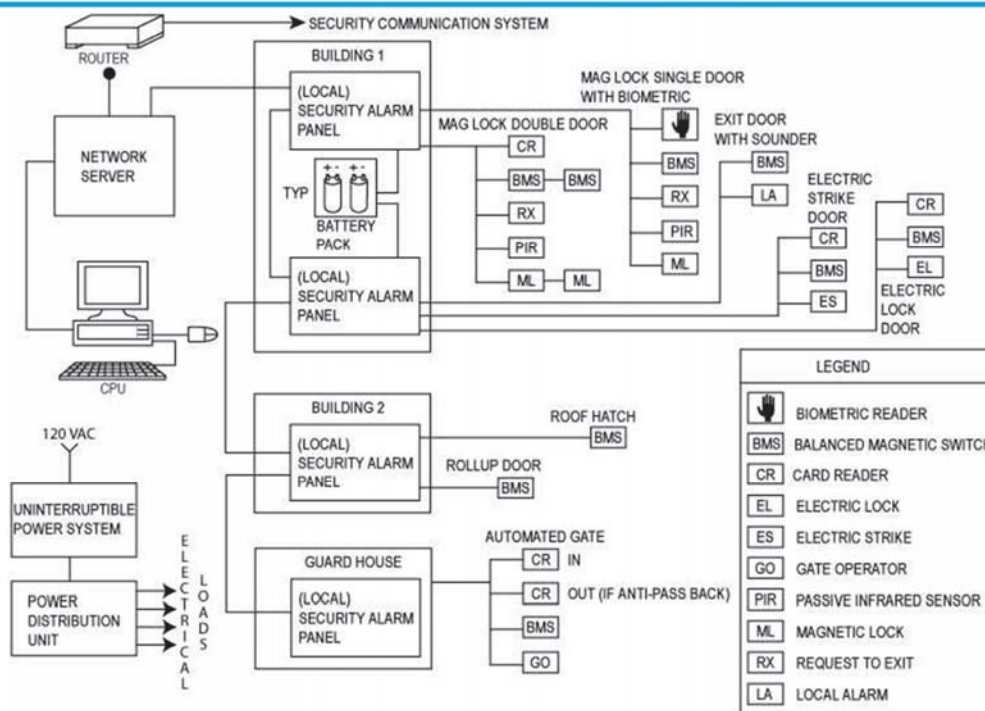 SECURITY COMMUNICATION SYSTEM
ROUTER
NETWORK
SERVER
CPU
120 VAC
UNINTERRUPTIBLE
POWER SYSTEM
POWER
DISTRIBUTION
UNIT
ELECTRICAL
LOADS
BUILDING 1
(LOCAL)
SECURITY ALARM
PANEL
TYP
+ - + -
BATTERY
PACK
(LOCAL)
SECURITY ALARM
PANEL
MAG LOCK DOUBLE DOOR
CR
BMS BMS
RX
PIR
ML ML
MAG LOCK SINGLE DOOR
WITH BIOMETRIC
BMS
RX
PIR
ML
EXIT DOOR
WITH SOUNDER
BMS
LA
ELECTRIC
STRIKE
DOOR
CR
BMS
ES
CR
BMS
EL
ELECTRIC
LOCK
DOOR
BUILDING 2
(LOCAL)
SECURITY ALARM
PANEL
ROOF HATCH
BMS
ROLLUP DOOR
BMS
GUARD HOUSE
(LOCAL)
SECURITY ALARM
PANEL
AUTOMATED GATE
CR IN
CR OUT (IF ANTI-PASS BACK)
BMS
GO
LEGEND
BIOMETRIC READER
BMS BALANCED MAGNETIC SWITCH
CR CARD READER
EL ELECTRIC LOCK
ES ELECTRIC STRIKE
GO GATE OPERATOR
PIR PASSIVE INFRARED SENSOR
ML MAGNETIC LOCK
RX REQUEST TO EXIT
LA LOCAL ALARM